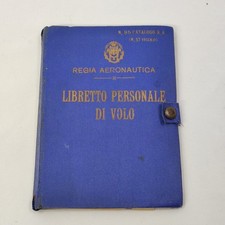 REGIA AERONAUTICA
LIBRETTO PERSONALE
DI VOLO